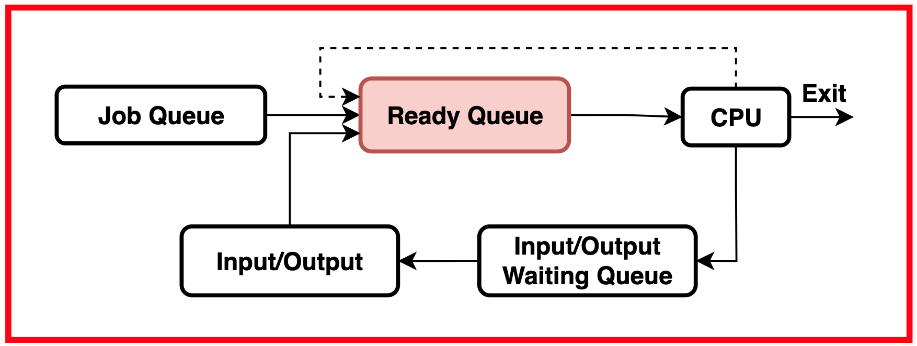 Exit
Job Queue
Ready Queue
CPU
Input/Output
Input/Output
Waiting Queue